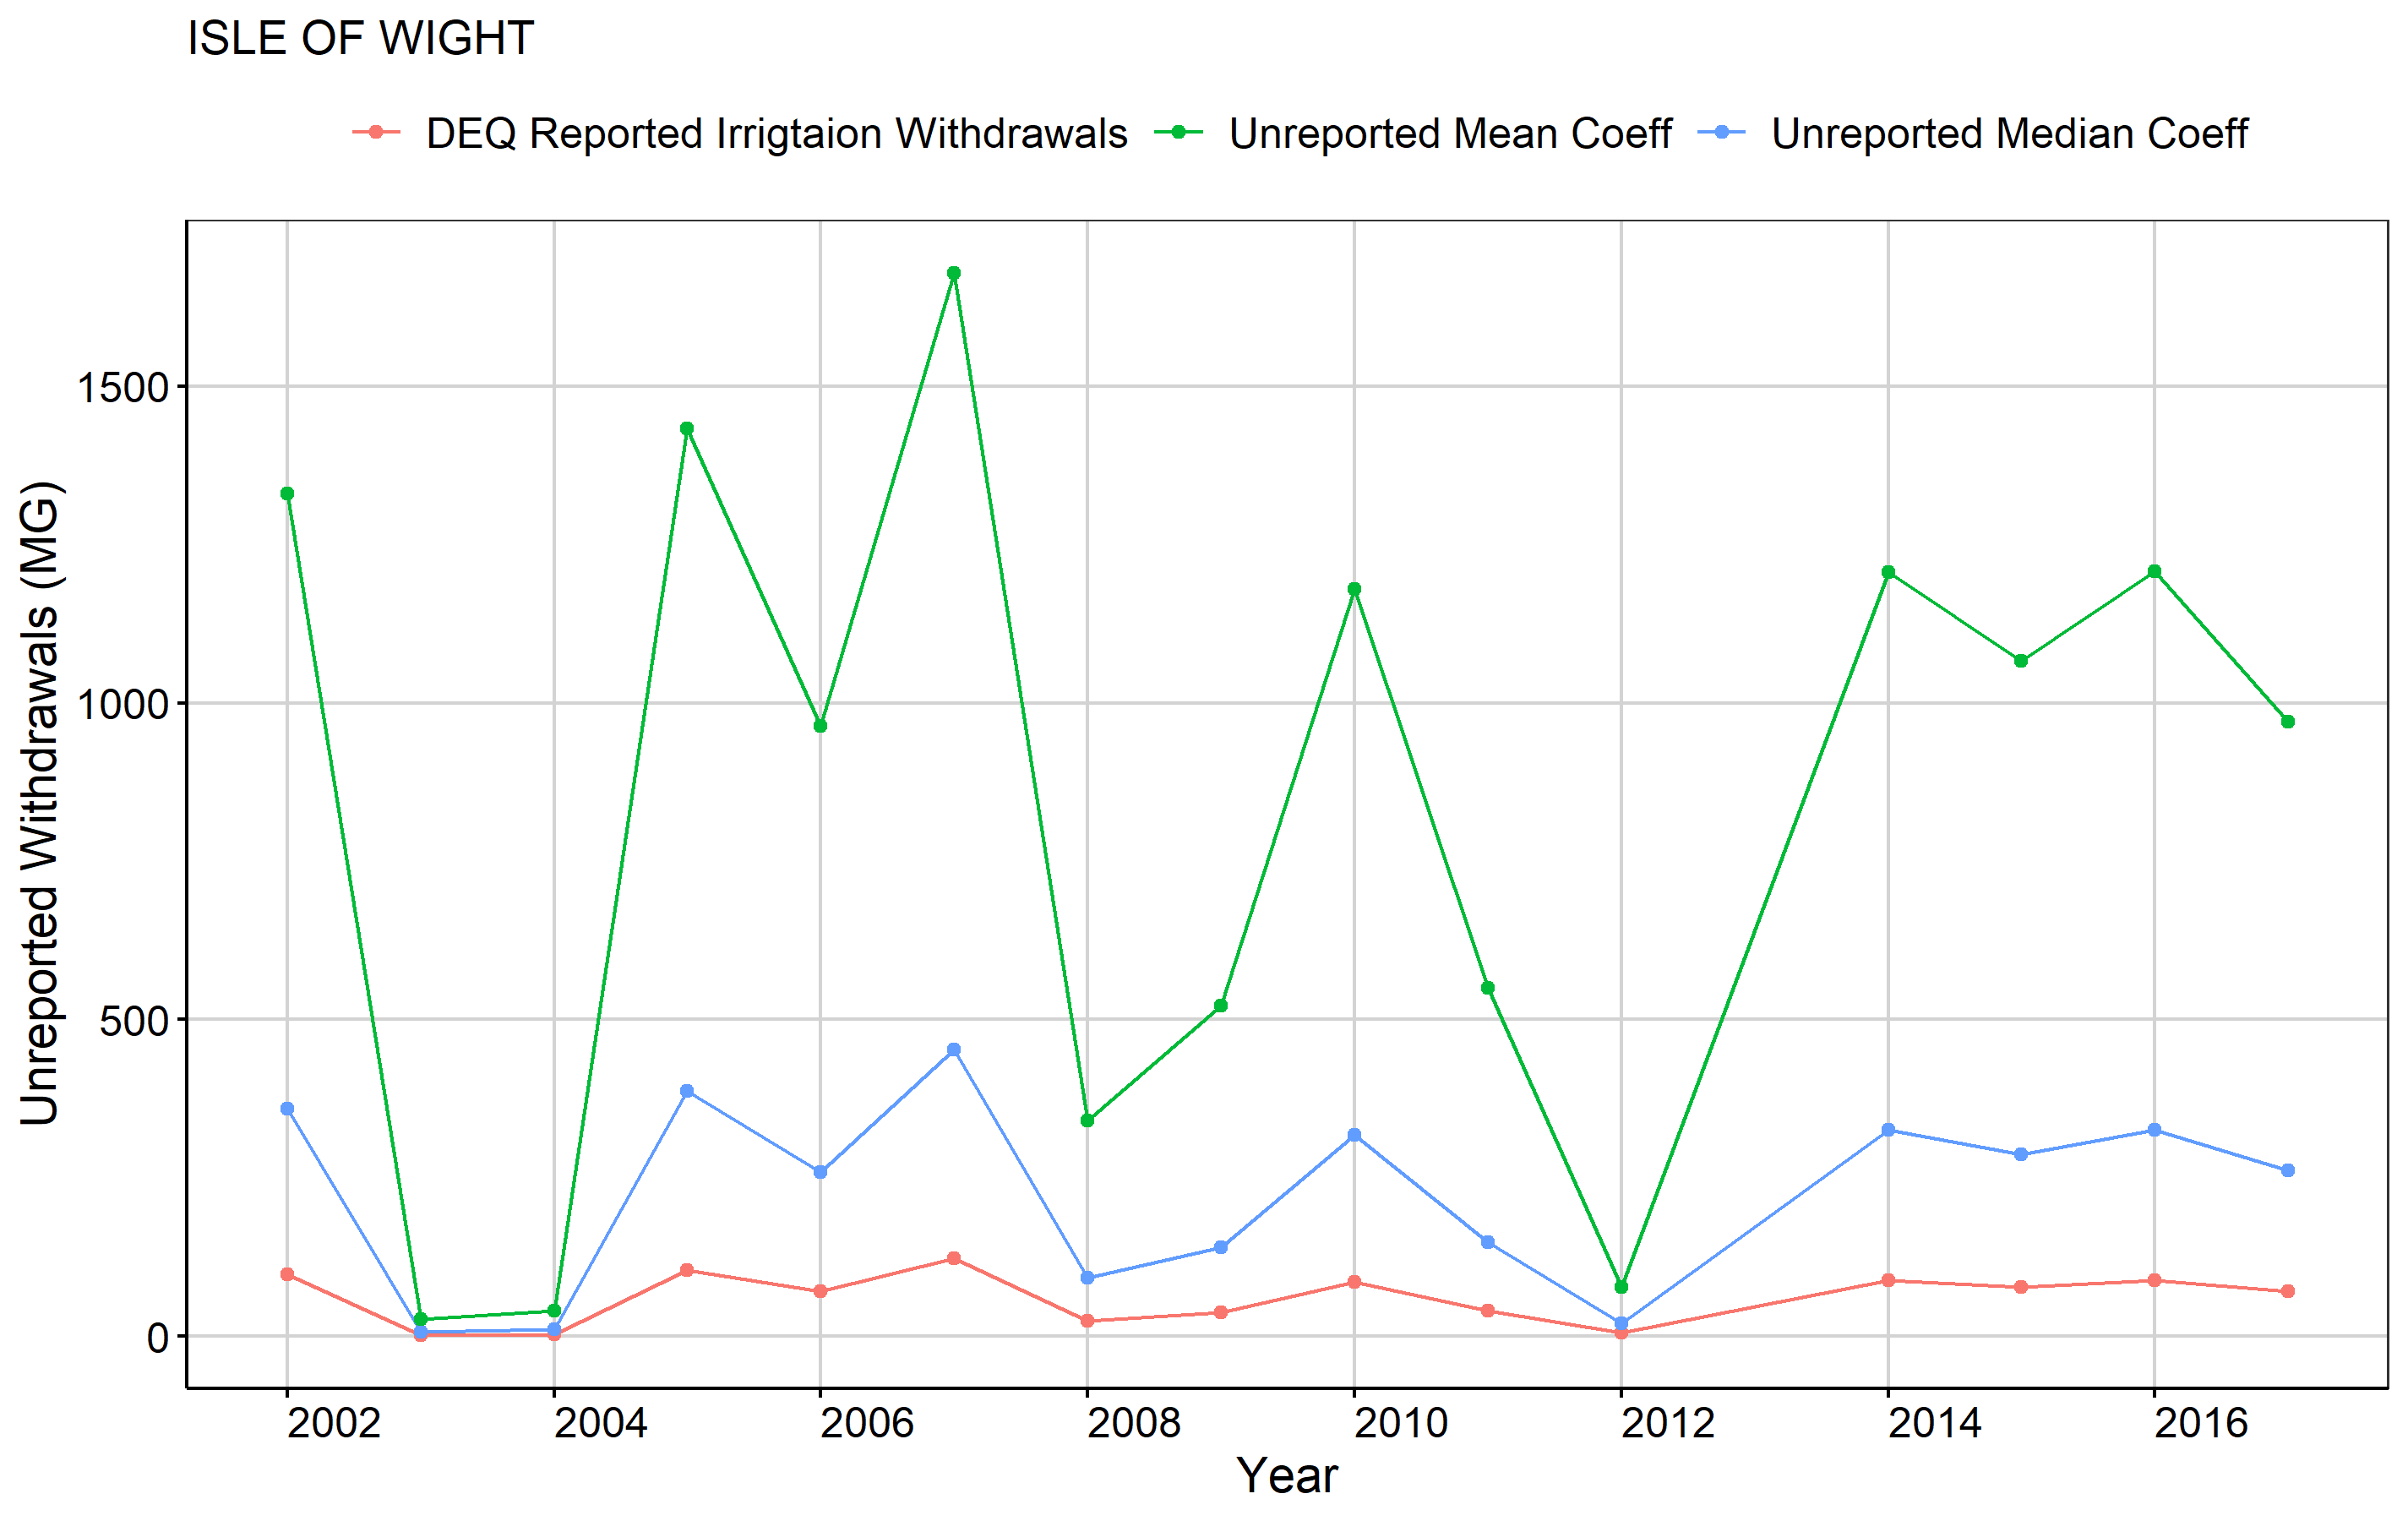 ISLE OF WIGHT
DEQ Reported Irrigtaion Withdrawals Unreported Mean Coeff Unreported Median Coeff
Unreported Withdrawals (MG)
1500
1000
500
0
2002 2004 2006 2008 2010 2012 2014 2016
Year